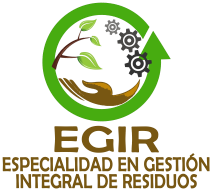 EGIR
ESPECIALIDAD EN GESTIÓN
INTEGRAL DE RESIDUOS